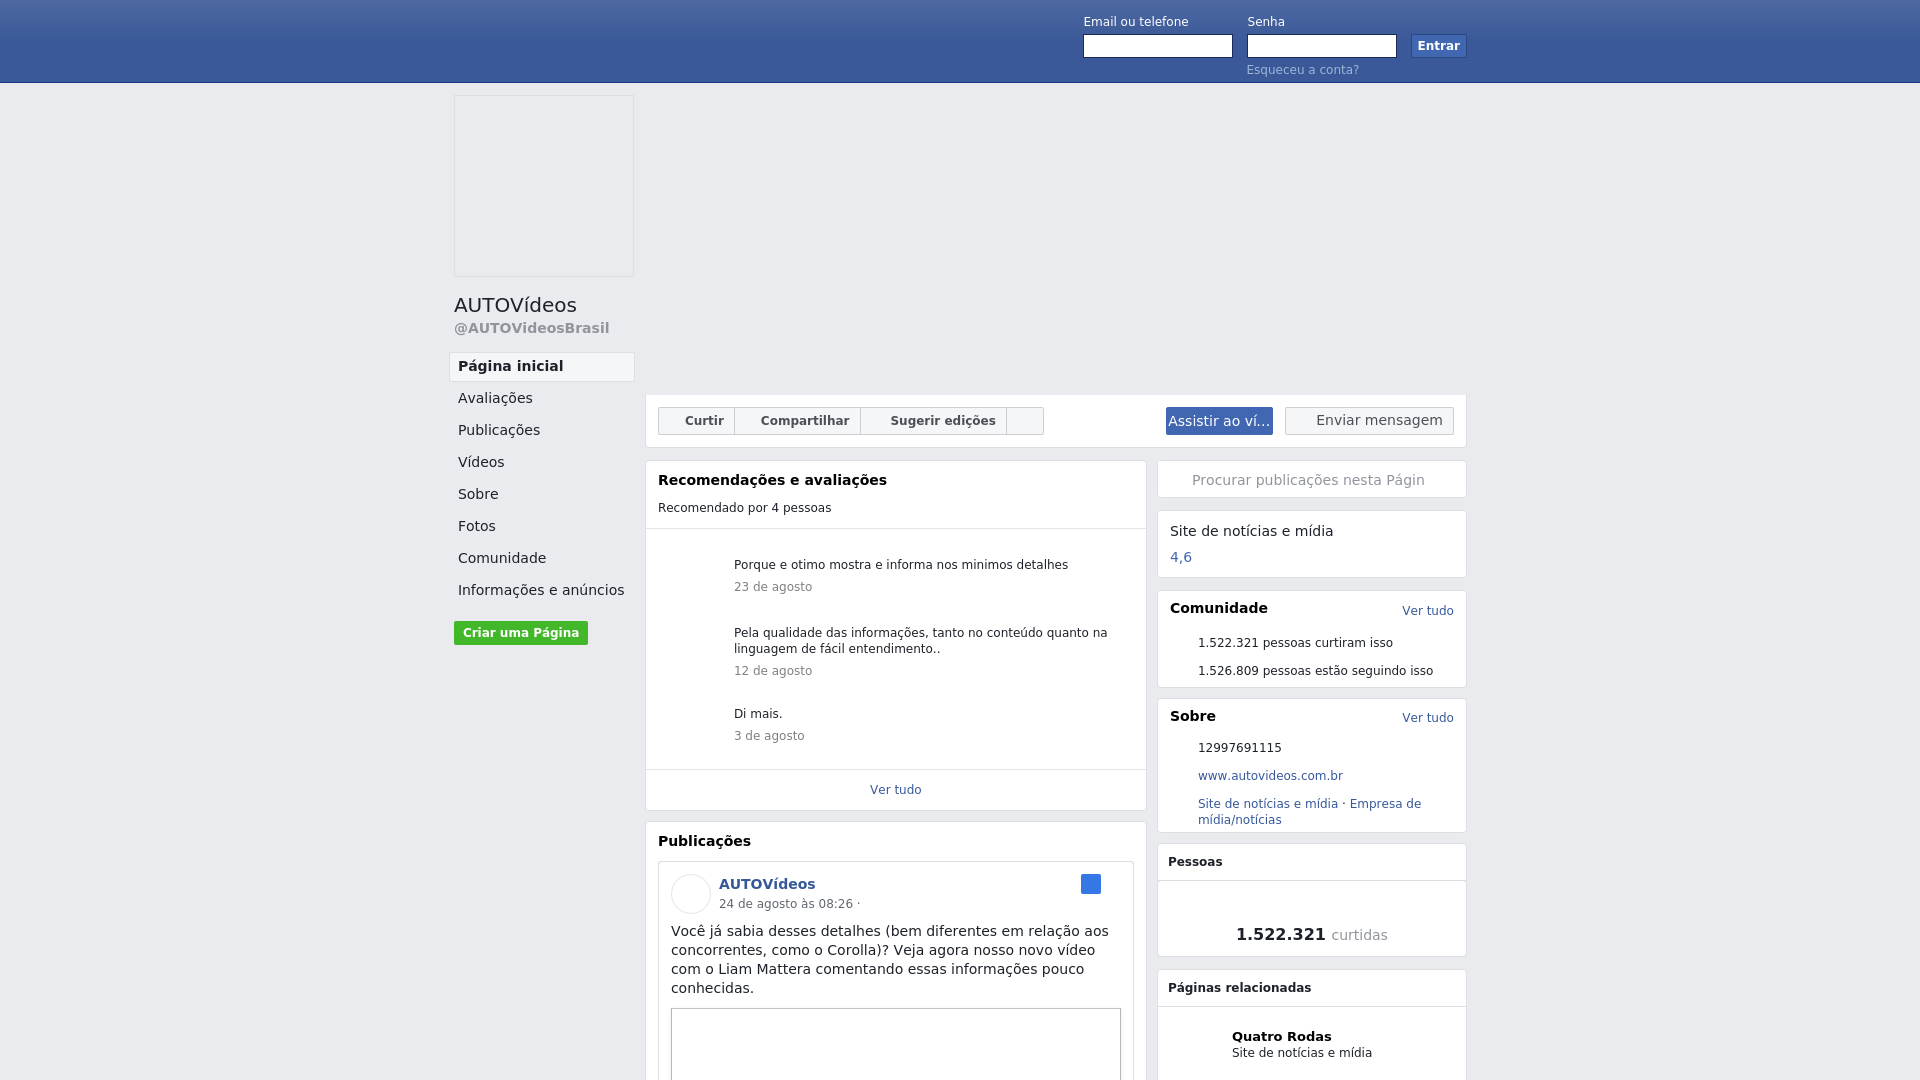 Email ou telefone
Senha
Entrar
Esqueceu a conta?
AUTOVídeos
@AUTOVideosBrasil
Página inicial
Avaliações
Publicações
Vídeos
Sobre
Fotos
Comunidade
Informações e anúncios
Criar uma Página
Curtir
Compartilhar
Sugerir edições
Assistir ao ví...
Enviar mensagem
Recomendações e avaliações
Recomendado por 4 pessoas
Porque e otimo mostra e informa nos minimos detalhes
23 de agosto
Pela qualidade das informações, tanto no conteúdo quanto na
linguagem de fácil entendimento..
12 de agosto
Di mais.
3 de agosto
Ver tudo
Publicações
AUTOVídeos
24 de agosto às 08:26 ·
Você já sabia desses detalhes (bem diferentes em relação aos
concorrentes, como o Corolla)? Veja agora nosso novo vídeo
com o Liam Mattera comentando essas informações pouco
conhecidas.
Procurar publicações nesta Págin
Site de notícias e mídia
4,6
Comunidade
Ver tudo
1.522.321 pessoas curtiram isso
1.526.809 pessoas estão seguindo isso
Sobre
Ver tudo
12997691115
www.autovideos.com.br
Site de notícias e mídia · Empresa de
mídia/notícias
Pessoas
1.522.321 curtidas
Páginas relacionadas
Quatro Rodas
Site de notícias e mídia